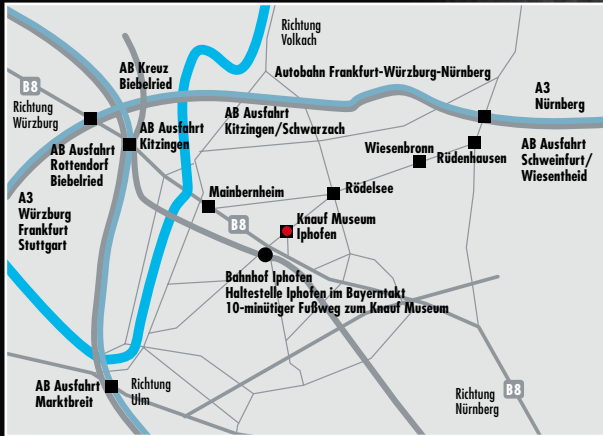 Richtung
Volkach
AB Kreuz
Biebelried
Autobahn Frankfurt-Würzburg-Nürnberg
B8
Richtung
Würzburg
A3
Nürnberg
AB Ausfahrt
Kitzingen/Schwarzach
AB Ausfahrt
Kitzingen
AB Ausfahrt
Rottendorf
Biebelried
Wiesenbronn
Rüdenhausen
AB Ausfahrt
Schweinfurt/
Wiesentheid
Mainbernheim
Rödelsee
A3
Würzburg
Frankfurt
Stuttgart
B8
Knauf Museum
Iphofen
Bahnhof Iphofen
Haltestelle Iphofen im Bayerntakt
10-minütiger Fußweg zum Knauf Museum
AB Ausfahrt
Marktbreit
Richtung
Ulm
Richtung
Nürnberg
B8